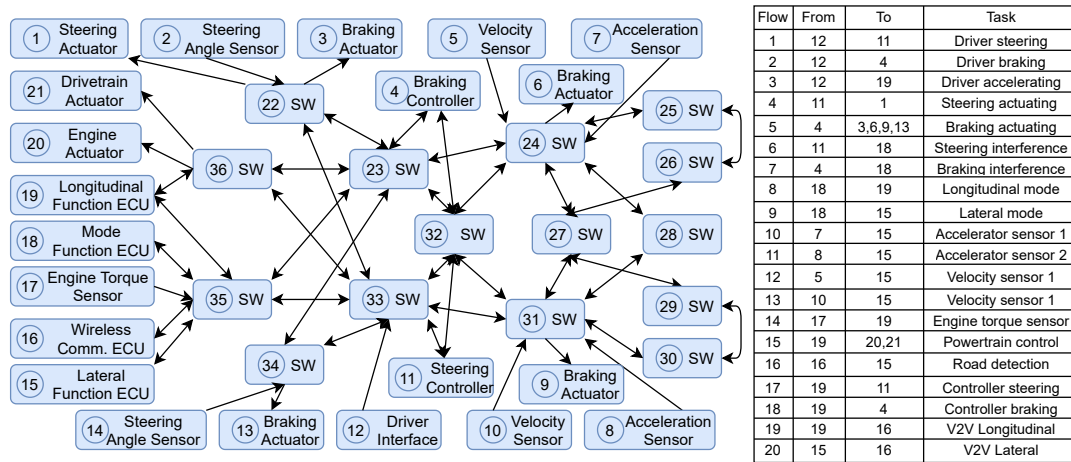 1 Steering Actuator
2 Steering Angle Sensor
3 Braking Actuator
5 Velocity Sensor
7 Acceleration Sensor
21 Drivetrain Actuator
22 SW
4 Braking Controller
6 Braking Actuator
25 SW
20 Engine Actuator
36 SW
23 SW
24 SW
26 SW
19 Longitudinal Function ECU
18 Mode Function ECU
32 SW
27 SW
28 SW
17 Engine Torque Sensor
35 SW
33 SW
31 SW
29 SW
16 Wireless Comm. ECU
30 SW
15 Lateral Function ECU
34 SW
11 Steering Controller
9 Braking Actuator
14 Steering Angle Sensor
13 Braking Actuator
12 Driver Interface
10 Velocity Sensor
8 Acceleration Sensor
Flow From To Task
1 12 11 Driver steering
2 12 4 Driver braking
3 12 19 Driver accelerating
4 11 1 Steering actuating
5 4 3,6,9,13 Braking actuating
6 11 18 Steering interference
7 4 18 Braking interference
8 18 19 Longitudinal mode
9 18 15 Lateral mode
10 7 15 Accelerator sensor 1
11 8 15 Accelerator sensor 2
12 5 15 Velocity sensor 1
13 10 15 Velocity sensor 1
14 17 19 Engine torque sensor
15 19 20,21 Powertrain control
16 16 15 Road detection
17 19 11 Controller steering
18 19 4 Controller braking
19 19 16 V2V Longitudinal
20 15 16 V2V Lateral